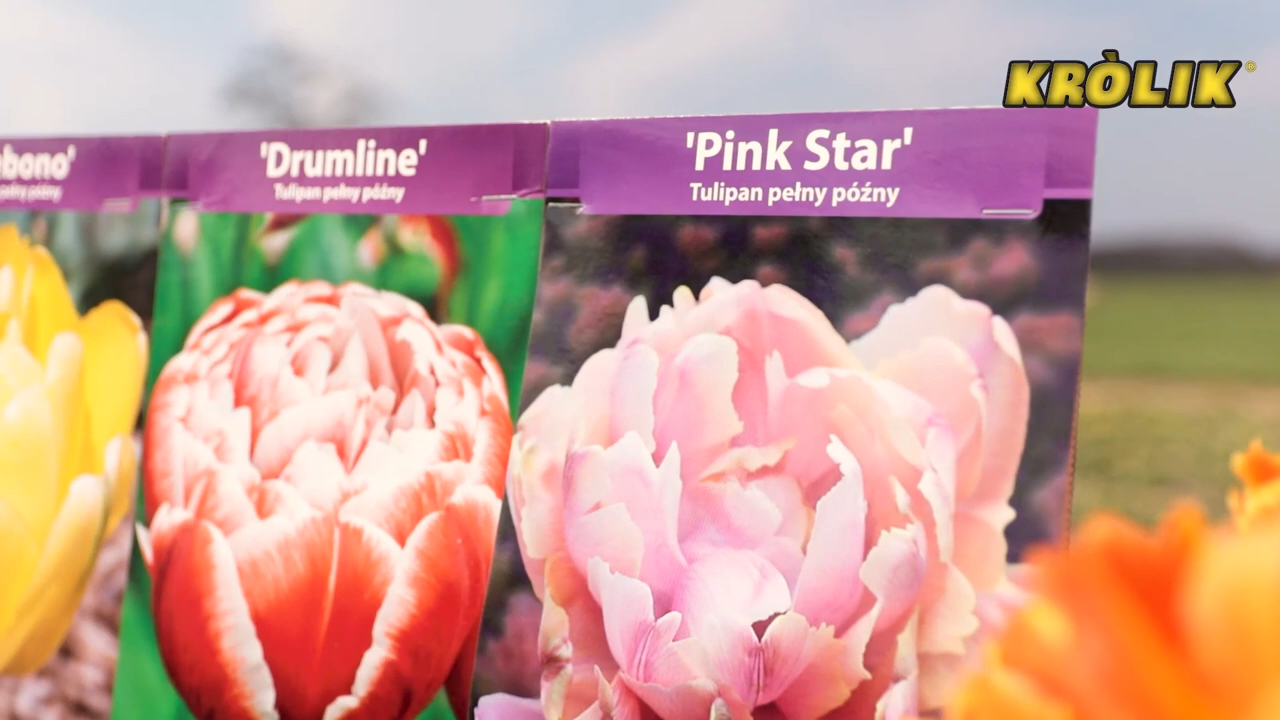 KRÒLIK®
bono'
'Drumline'
Tulipan pełny późny
'Pink Star'
Tulipan pełny późny